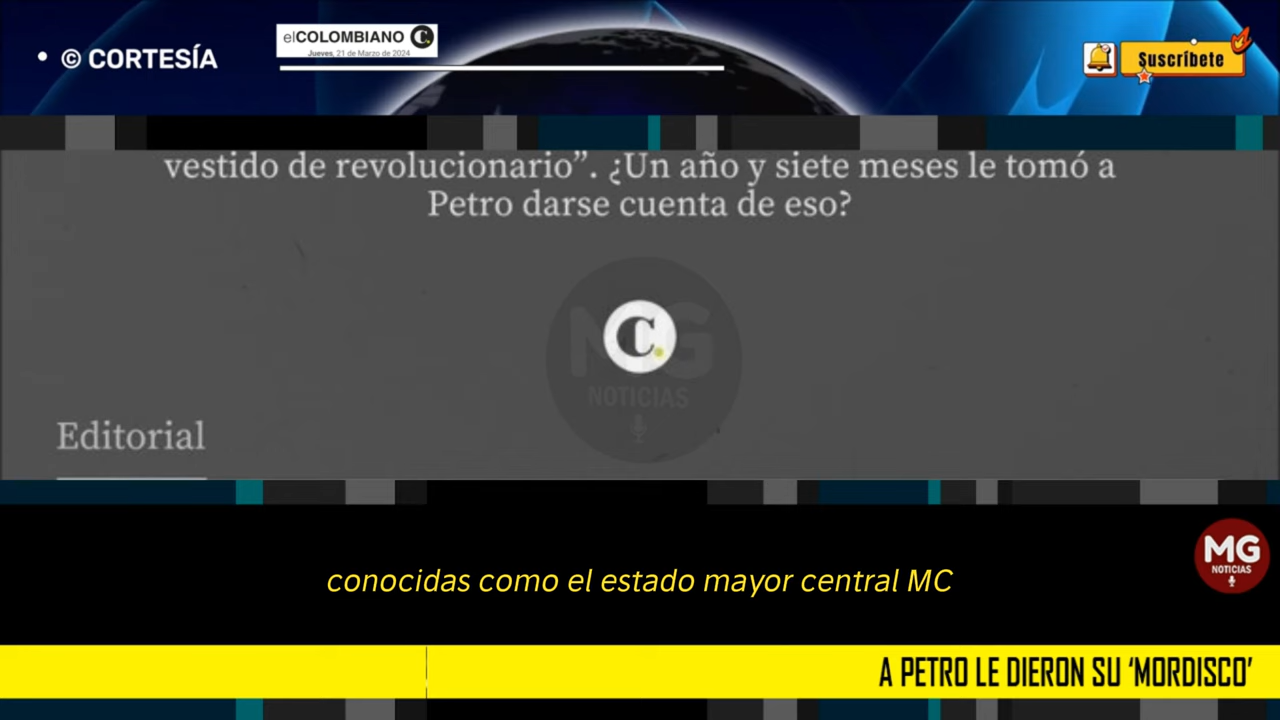 • © CORTESÍA
elCOLOMBIANO C
Jueves, 21 de Marzo de 2024
Suscríbete
vestido de revolucionario”. ¿Un año y siete meses le tomó a
Petro darse cuenta de eso?
C.
MG
NOTICIAS
Editorial
conocidas como el estado mayor central MC
MG
NOTICIAS
A PETRO LE DIERON SU ‘MORDISCO’